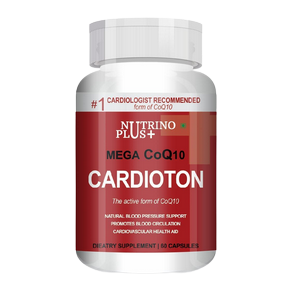 #1 CARDIOLOGIST RECOMMENDED
form of CoQ10
NUTRINO
PLUS+
MEGA CoQ10
CARDIOTON
The active form of CoQ10
NATURAL BLOOD PRESSURE SUPPORT
PROMOTES BLOOD CIRCULATION
CARDIOVASCULAR HEALTH AID
DIEATRY SUPPLEMENT | 60 CAPSULES